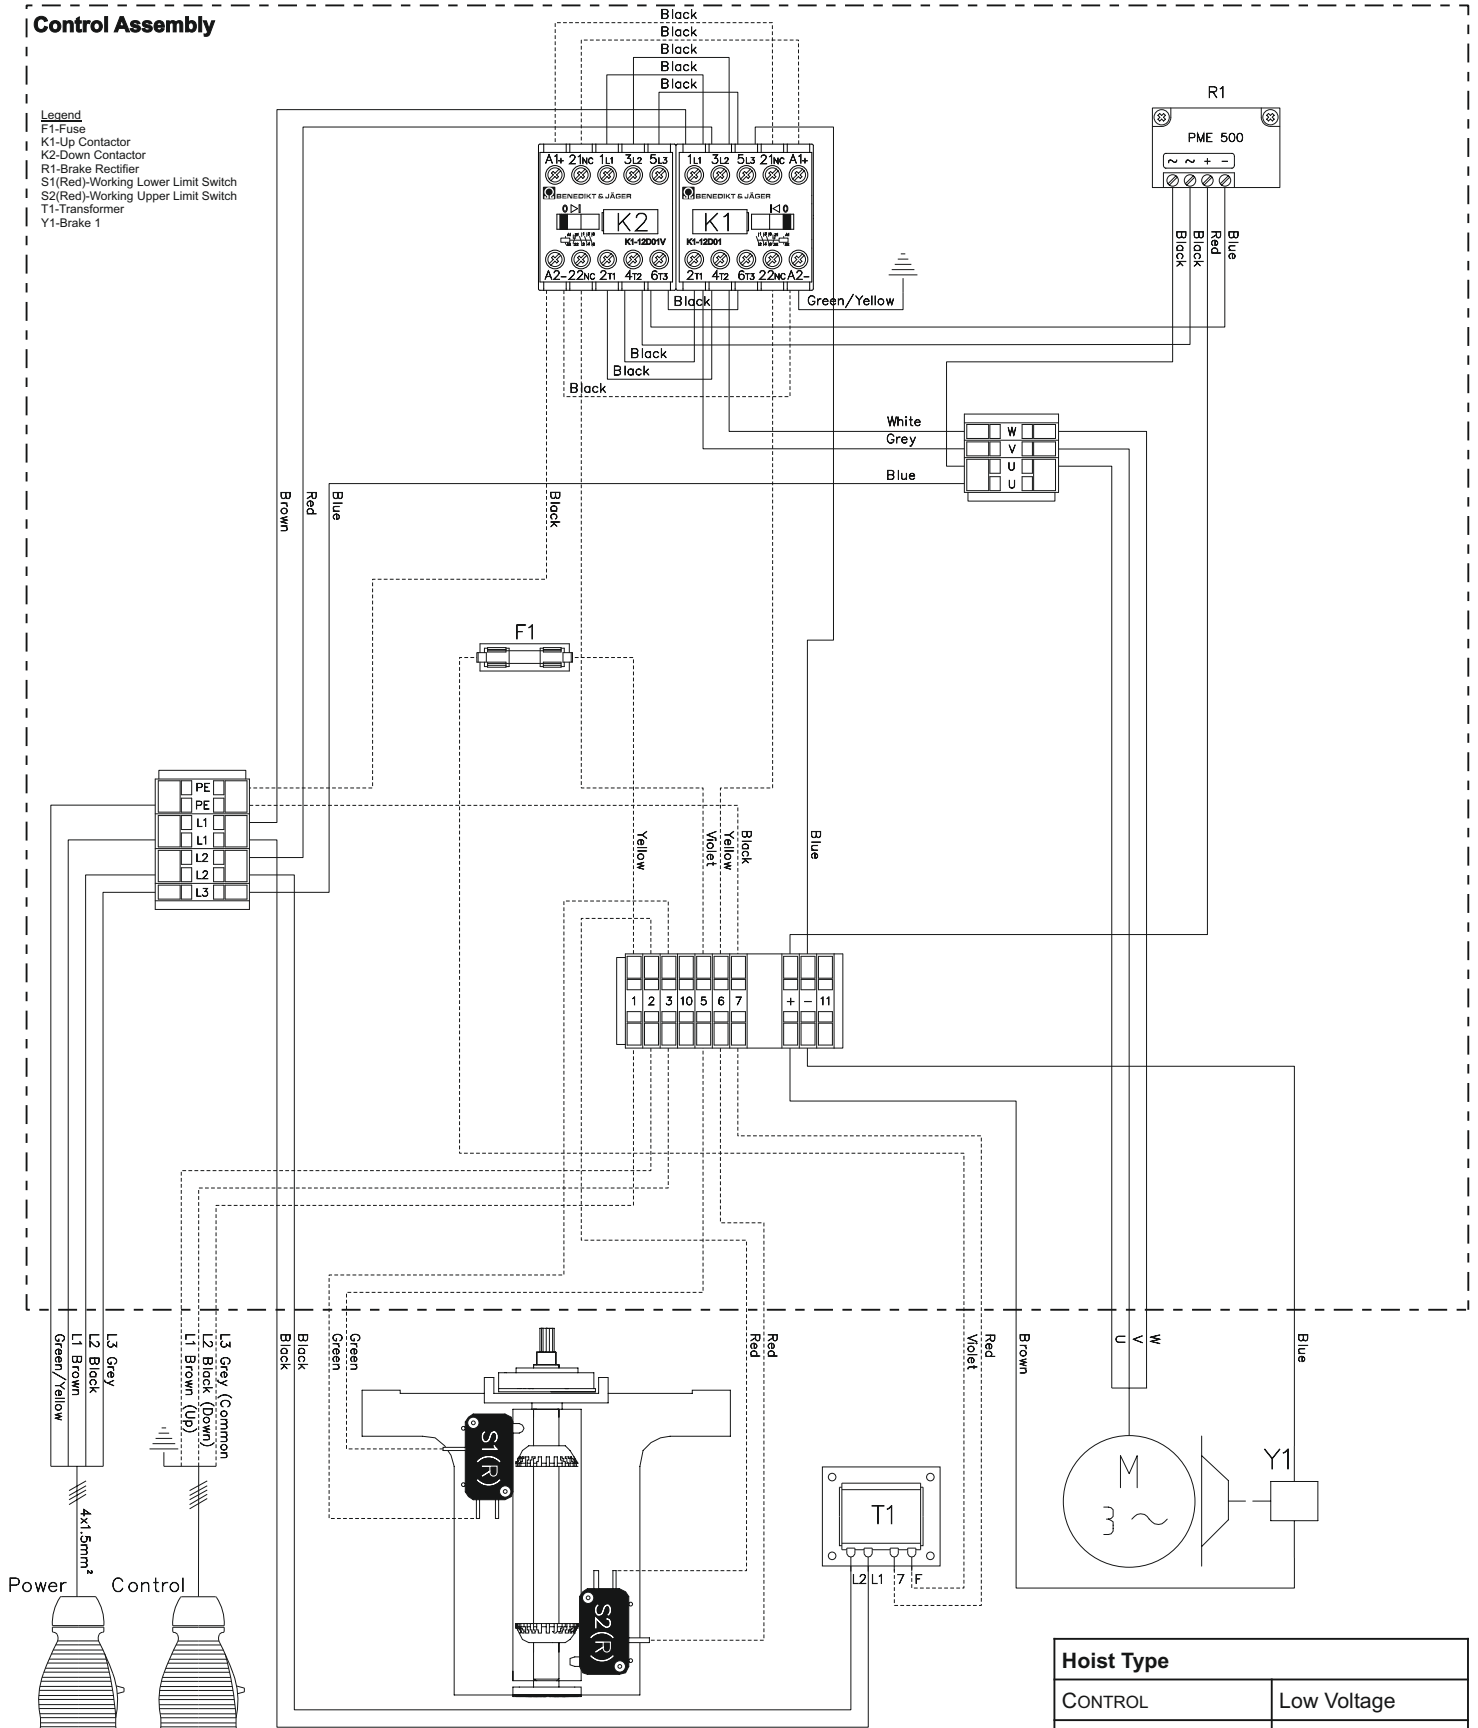 Control Assembly
Legend
F1-Fuse
K1-Up Contactor
K2-Down Contactor
R1-Brake Rectifier
S1(Red)-Working Lower Limit Switch
S2(Red)-Working Upper Limit Switch
T1-Transformer
Y1-Brake 1
Black
Black
Black
Black
Black
R1
PME 500
~ ~ + -
A1+ 21NC 1L1 3L2 5L3
1L1 3L2 5L3 21NC A1+
BENEDIKT & JÄGER
BENEDIKT & JÄGER
K2
K1
K1-12D01V
K1-12D01
A2- 22NC 2T1 4T2 6T3
2T1 4T2 6T3 22NC A2-
Black
Green/Yellow
Black
Black
Red
Blue
Black
Black
Black
White
Grey
Blue
W
V
U
U
Brown
Red
Blue
Black
F1
PE
PE
L1
L1
L2
L2
L3
Yellow
Violet
Yellow
Black
Blue
1 2 3 10 5 6 7 + - 11
Green/Yellow
L1 Brown
L2 Black
L3 Grey
L1 Brown (Up)
L2 Black (Down)
L3 Grey (Common
Black
Black
Green
Green
Red
Red
Violet
Red
Brown
U
V
W
Blue
S1(R)
S2(R)
T1
L2 L1 7 F
M
3 ~
Y1
4x1.5mm²
Power
Control
Hoist Type
CONTROL
Low Voltage